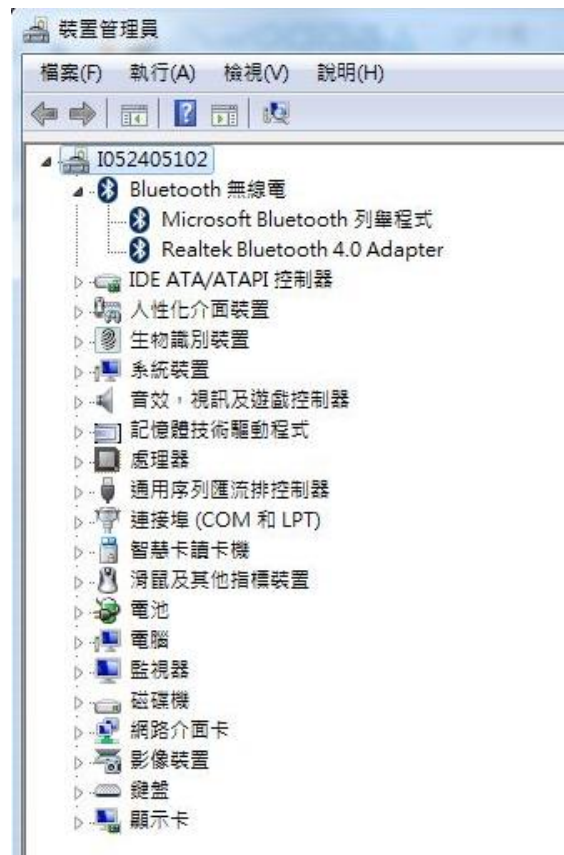 裝置管理員
檔案(F) 執行(A) 檢視(V) 說明(H)
I052405102
Bluetooth 無線電
Microsoft Bluetooth 列舉程式
Realtek Bluetooth 4.0 Adapter
IDE ATA/ATAPI 控制器
人性化介面裝置
生物識別裝置
系統裝置
音效，視訊及遊戲控制器
記憶體技術驅動程式
處理器
通用序列匯流排控制器
連接埠 (COM 和 LPT)
智慧卡讀卡機
滑鼠及其他指標裝置
電池
電腦
監視器
磁碟機
網路介面卡
影像裝置
鍵盤
顯示卡